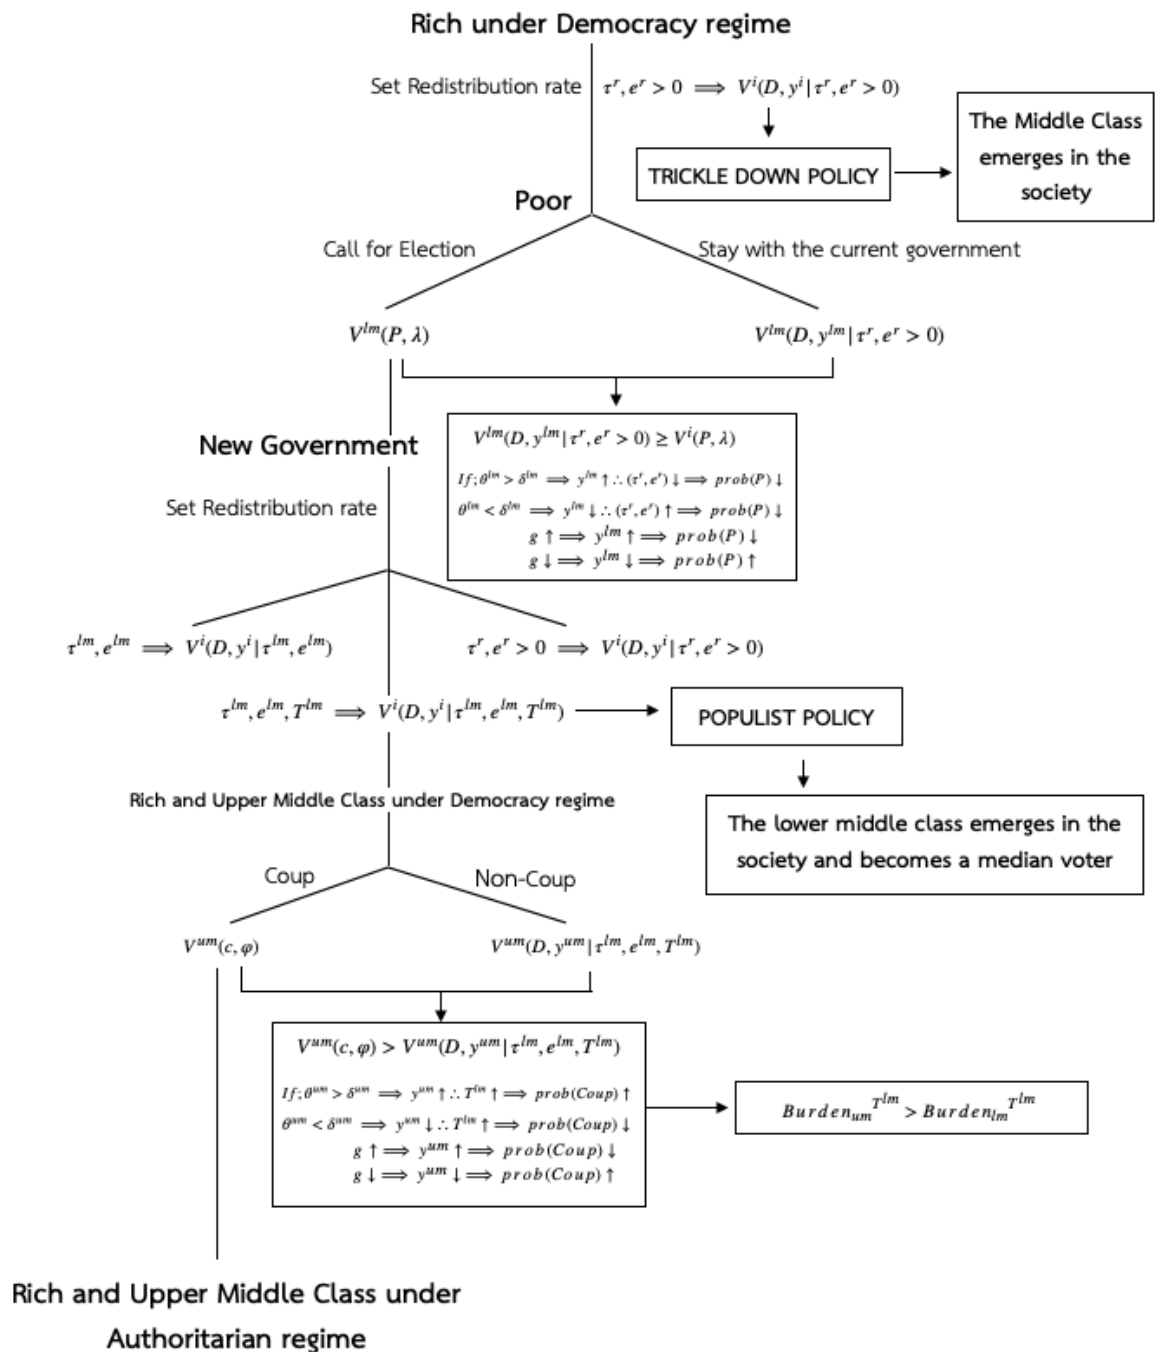 Rich under Democracy regime
Set Redistribution rate
τ^r, e^r > 0 ⟹ V^i(D, y^i | τ^r, e^r > 0)
TRICKLE DOWN POLICY
The Middle Class
emerges in the
society
Poor
Call for Election
Stay with the current government
V^{lm}(P, λ)
V^{lm}(D, y^{lm} | τ^r, e^r > 0)
V^{lm}(D, y^{lm} | τ^r, e^r > 0) ≥ V^i(P, λ)
If; θ^{lm} > δ^{lm} ⟹ y^{lm} ↑ ∴ (τ^r, e^r) ↓ ⟹ prob(P) ↓
θ^{lm} < δ^{lm} ⟹ y^{lm} ↓ ∴ (τ^r, e^r) ↑ ⟹ prob(P) ↓
g ↑ ⟹ y^{lm} ↑ ⟹ prob(P) ↓
g ↓ ⟹ y^{lm} ↓ ⟹ prob(P) ↑
New Government
Set Redistribution rate
τ^{lm}, e^{lm} ⟹ V^i(D, y^i | τ^{lm}, e^{lm})
τ^r, e^r > 0 ⟹ V^i(D, y^i | τ^r, e^r > 0)
τ^{lm}, e^{lm}, T^{lm} ⟹ V^i(D, y^i | τ^{lm}, e^{lm}, T^{lm})
POPULIST POLICY
The lower middle class emerges in the
society and becomes a median voter
Rich and Upper Middle Class under Democracy regime
Coup
Non-Coup
V^{um}(c, φ)
V^{um}(D, y^{um} | τ^{lm}, e^{lm}, T^{lm})
V^{um}(c, φ) > V^{um}(D, y^{um} | τ^{lm}, e^{lm}, T^{lm})
If; θ^{um} > δ^{um} ⟹ y^{um} ↑ ∴ T^{lm} ↑ ⟹ prob(Coup) ↑
θ^{um} < δ^{um} ⟹ y^{um} ↓ ∴ T^{lm} ↑ ⟹ prob(Coup) ↓
g ↑ ⟹ y^{um} ↑ ⟹ prob(Coup) ↓
g ↓ ⟹ y^{um} ↓ ⟹ prob(Coup) ↑
Burden_{um}^{T^{lm}} > Burden_{lm}^{T^{lm}}
Rich and Upper Middle Class under
Authoritarian regime